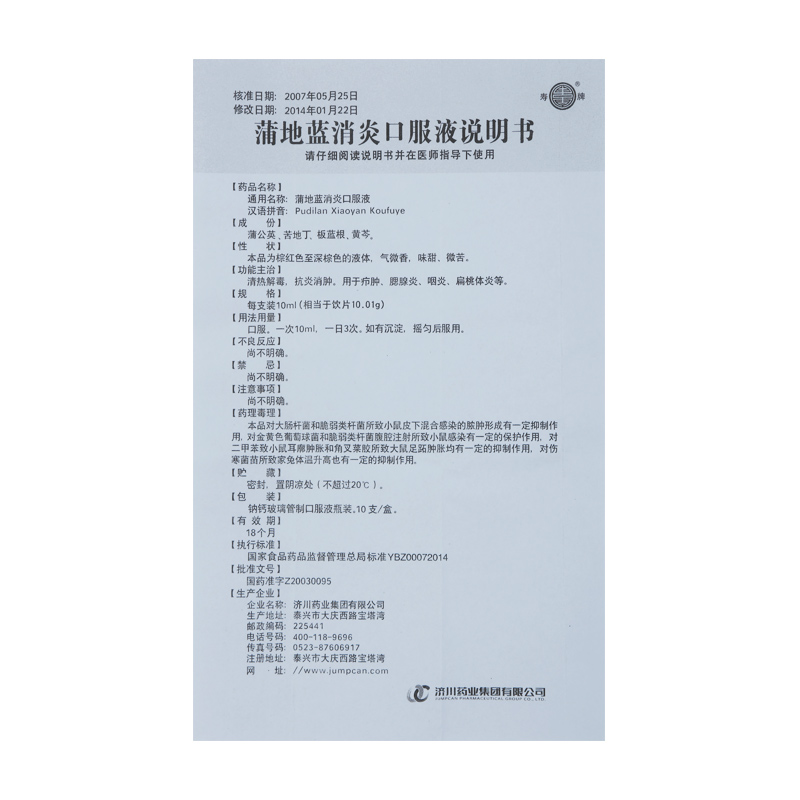 核准日期：2007年05月25日
修改日期：2014年01月22日
寿 ® 牌
蒲地蓝消炎口服液说明书
请仔细阅读说明书并在医师指导下使用
【药品名称】
通用名称：蒲地蓝消炎口服液
汉语拼音：Pudilan Xiaoyan Koufuye
【成 份】
蒲公英、苦地丁、板蓝根、黄芩。
【性 状】
本品为棕红色至深棕色的液体，气微香，味甜、微苦。
【功能主治】
清热解毒，抗炎消肿。用于疖肿、腮腺炎、咽炎、扁桃体炎等。
【规 格】
每支装10ml（相当于饮片10.01g）
【用法用量】
口服。一次10ml，一日3次。如有沉淀，摇匀后服用。
【不良反应】
尚不明确。
【禁 忌】
尚不明确。
【注意事项】
尚不明确。
【药理毒理】
本品对大肠杆菌和脆弱类杆菌所致小鼠皮下混合感染的脓肿形成有一定抑制作
用，对金黄色葡萄球菌和脆弱类杆菌腹腔注射所致小鼠感染有一定的保护作用，对
二甲苯致小鼠耳廓肿胀和角叉菜胶所致大鼠足跖肿胀均有一定的抑制作用，对伤
寒菌苗所致家兔体温升高也有一定的抑制作用。
【贮 藏】
密封，置阴凉处（不超过20℃）。
【包 装】
钠钙玻璃管制口服液瓶装，10支/盒。
【有 效 期】
18个月
【执行标准】
国家食品药品监督管理总局标准YBZ00072014
【批准文号】
国药准字Z20030095
【生产企业】
企业名称：济川药业集团有限公司
生产地址：泰兴市大庆西路宝塔湾
邮政编码：225441
电话号码：400-118-9696
传真号码：0523-87606917
注册地址：泰兴市大庆西路宝塔湾
网 址：//www.jumpcan.com
济川药业集团有限公司
JUMPCAN PHARMACEUTICAL GROUP CO.,LTD.